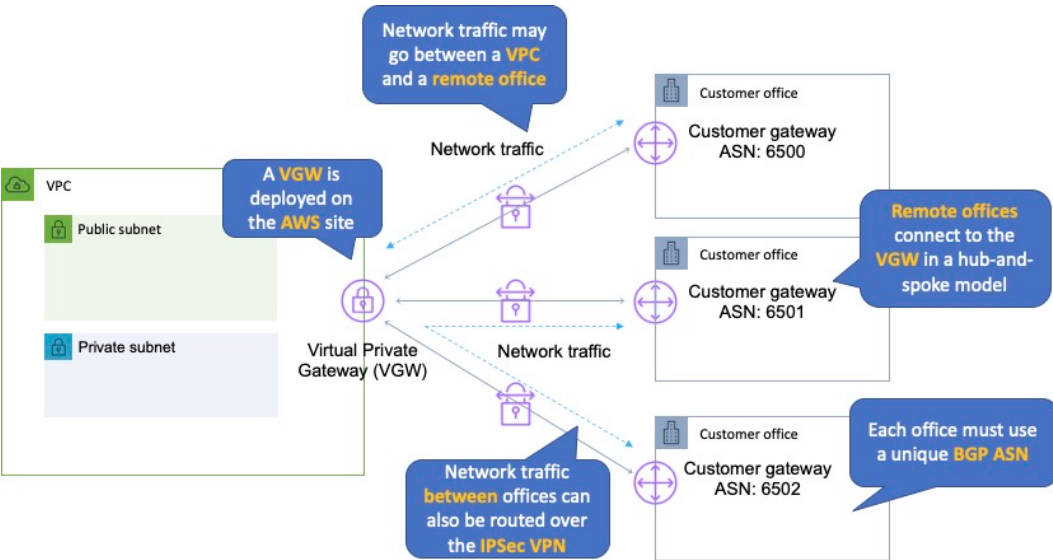 Network traffic may
go between a VPC
and a remote office
Customer office
Customer gateway
ASN: 6500
Network traffic
A VGW is
deployed on
the AWS site
VPC
Public subnet
Remote offices
connect to the
VGW in a hub-and-
spoke model
Customer office
Customer gateway
ASN: 6501
Private subnet
Virtual Private
Gateway (VGW)
Network traffic
Customer office
Customer gateway
ASN: 6502
Each office must use
a unique BGP ASN
Network traffic
between offices can
also be routed over
the IPSec VPN